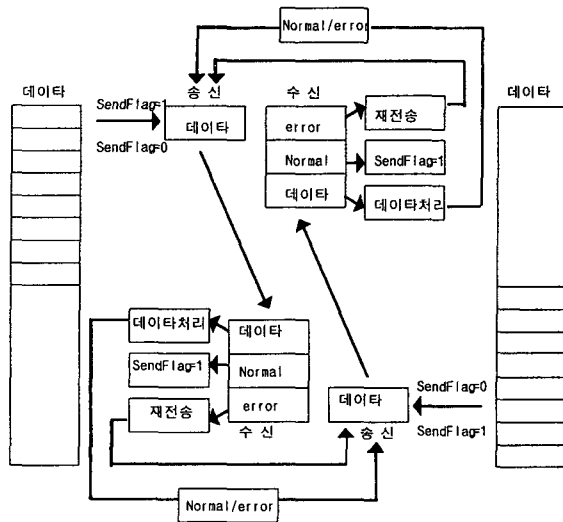 Normal/error
데이타
송 신
수 신
데이타
SendFlag=1
데이타
SendFlag=0
error
재전송
Normal
SendFlag=1
데이타
데이타처리
데이타처리
데이타
SendFlag=1
Normal
재전송
error
수 신
데이타
송 신
SendFlag=0
SendFlag=1
Normal/error